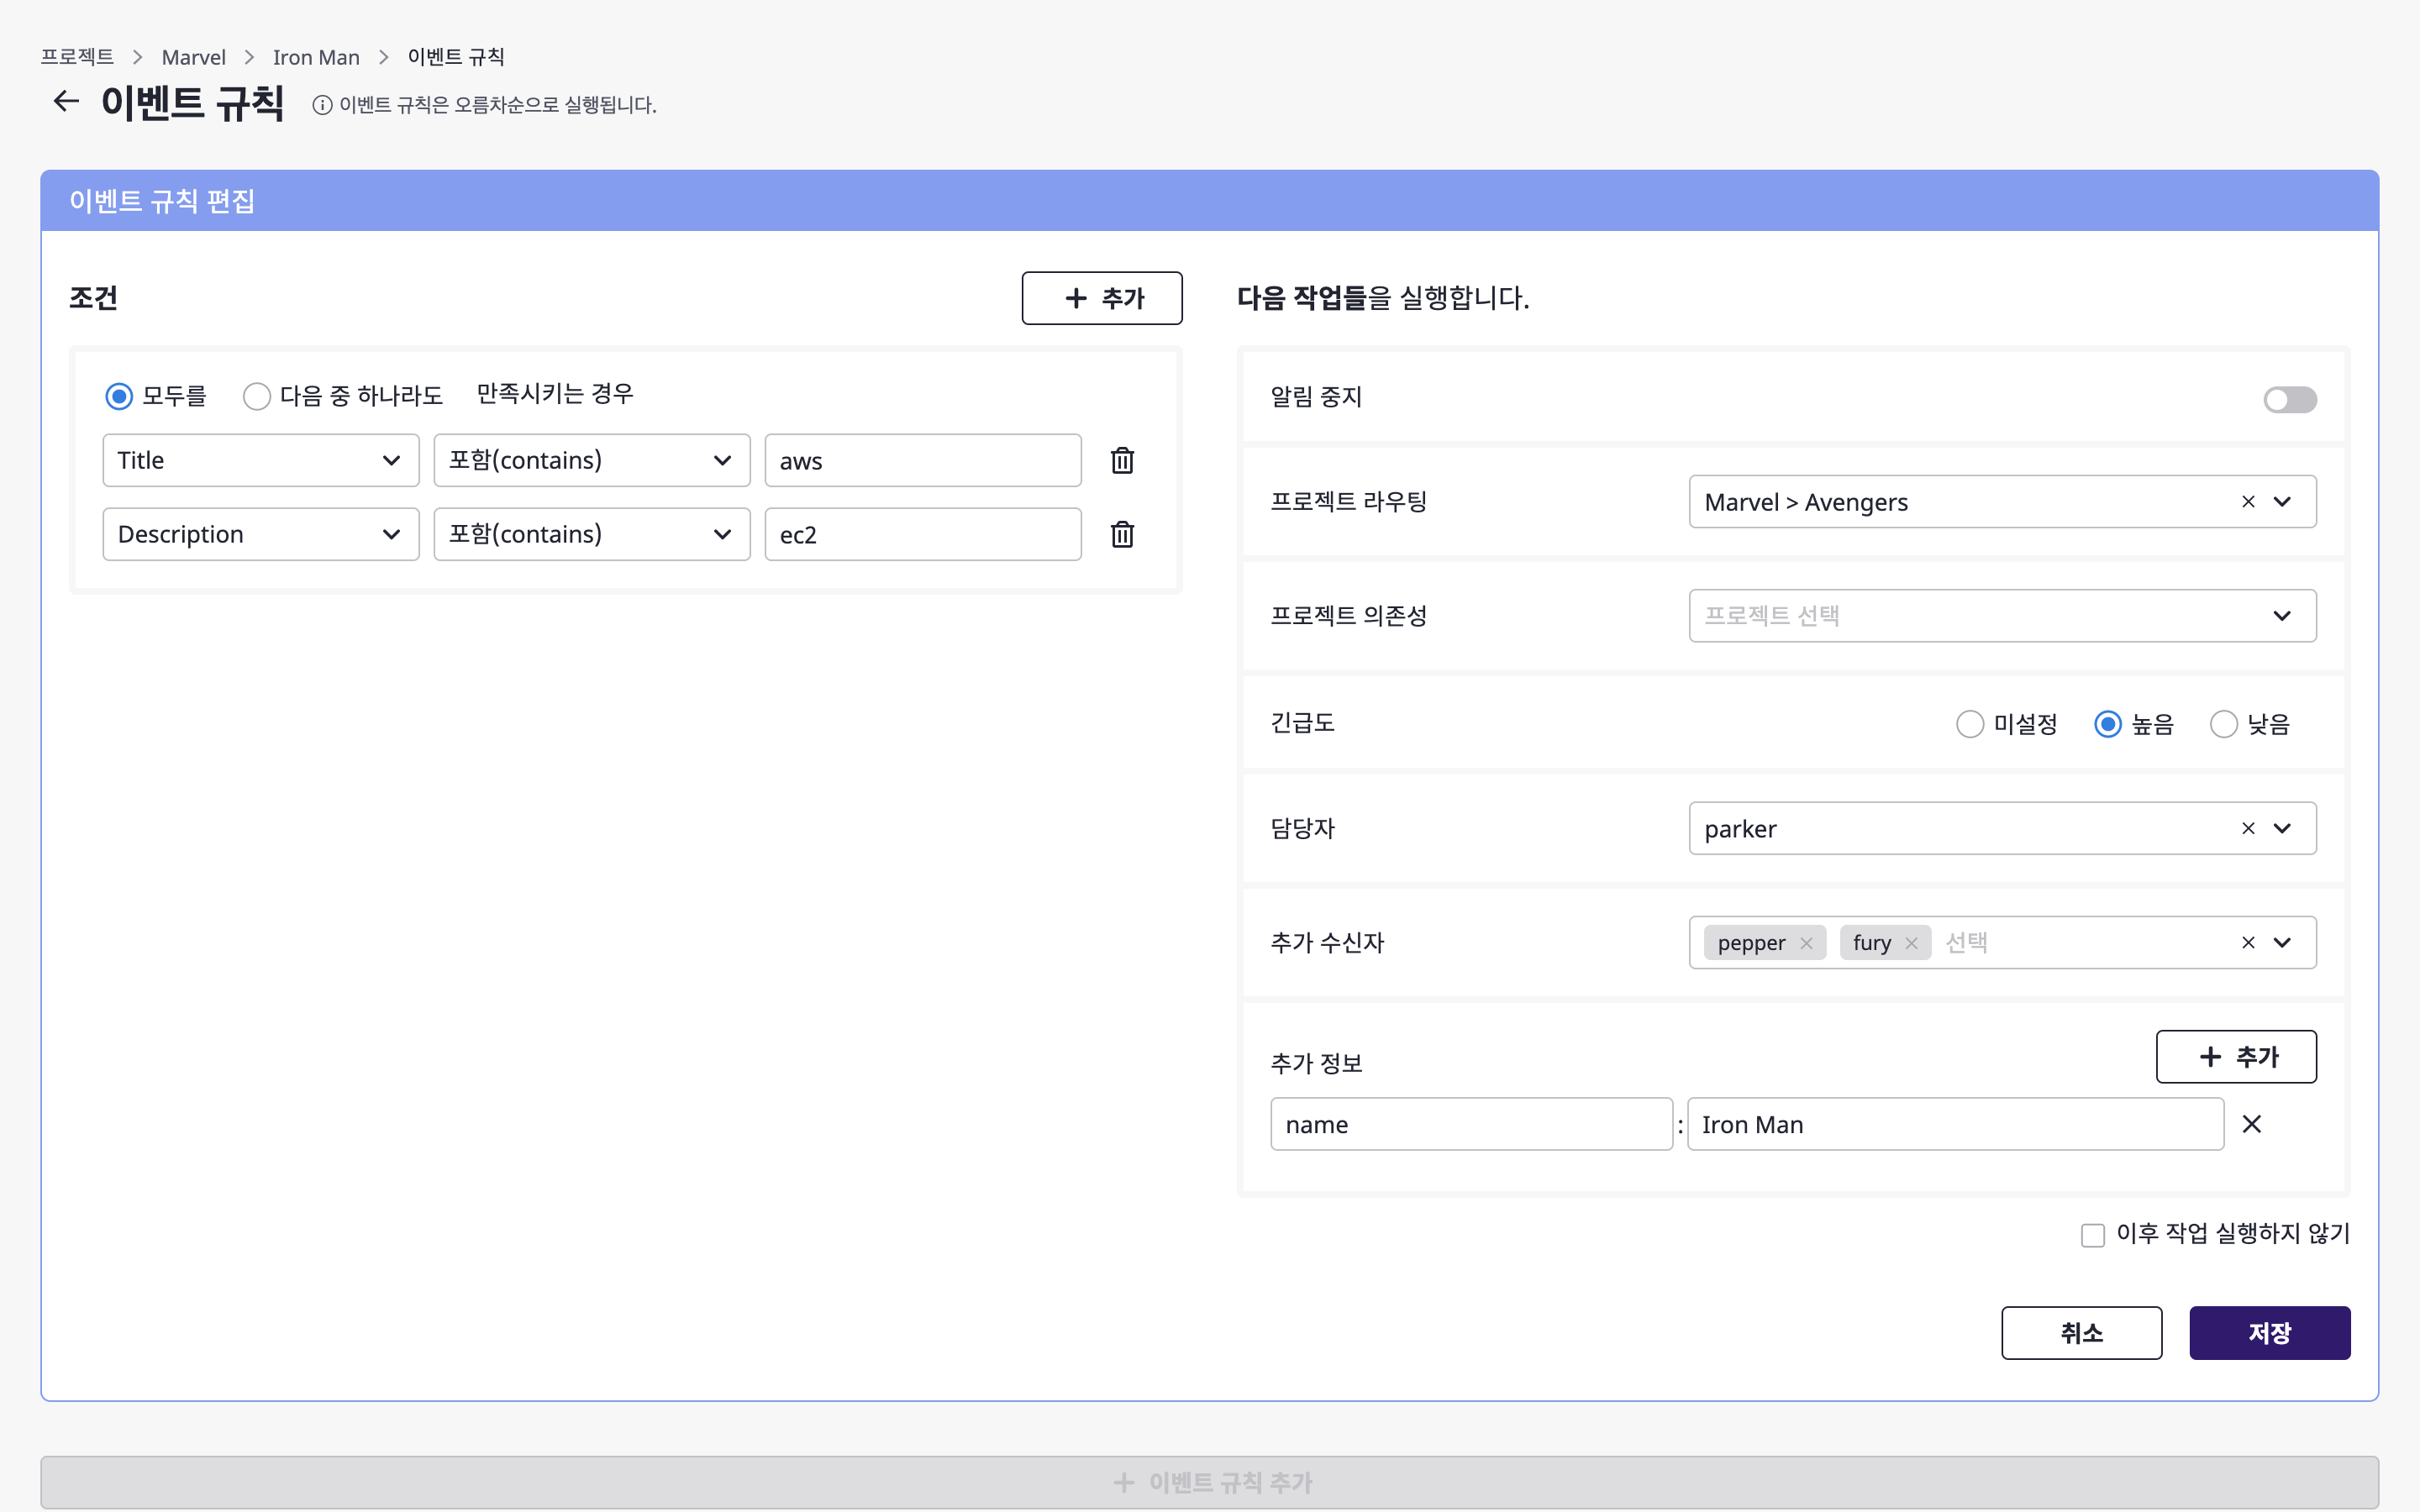 프로젝트 > Marvel > Iron Man > 이벤트 규칙
이벤트 규칙
이벤트 규칙은 오름차순으로 실행됩니다.
이벤트 규칙 편집
조건
+ 추가
모두를 다음 중 하나라도 만족시키는 경우
Title 포함(contains) aws
Description 포함(contains) ec2
다음 작업들을 실행합니다.
알림 중지
프로젝트 라우팅 Marvel > Avengers
프로젝트 의존성 프로젝트 선택
긴급도 미설정 높음 낮음
담당자 parker
추가 수신자 pepper fury 선택
추가 정보 + 추가
name : Iron Man
이후 작업 실행하지 않기
취소 저장
+ 이벤트 규칙 추가